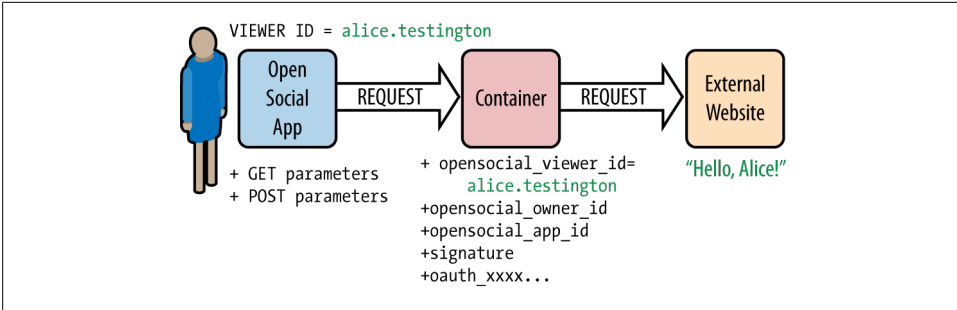 VIEWER ID = alice.testington
Open
Social
App
REQUEST
Container
REQUEST
External
Website
+ GET parameters
+ POST parameters
+ opensocial_viewer_id=
alice.testington
+opensocial_owner_id
+opensocial_app_id
+signature
+oauth_xxxx...
“Hello, Alice!”